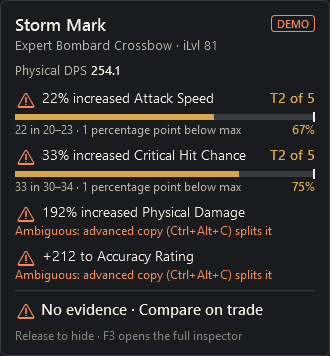 Storm Mark
DEMO
Expert Bombard Crossbow · iLvl 81
Physical DPS 254.1
22% increased Attack Speed T2 of 5
22 in 20–23 · 1 percentage point below max 67%
33% increased Critical Hit Chance T2 of 5
33 in 30–34 · 1 percentage point below max 75%
192% increased Physical Damage
Ambiguous: advanced copy (Ctrl+Alt+C) splits it
+212 to Accuracy Rating
Ambiguous: advanced copy (Ctrl+Alt+C) splits it
No evidence · Compare on trade
Release to hide · F3 opens the full inspector